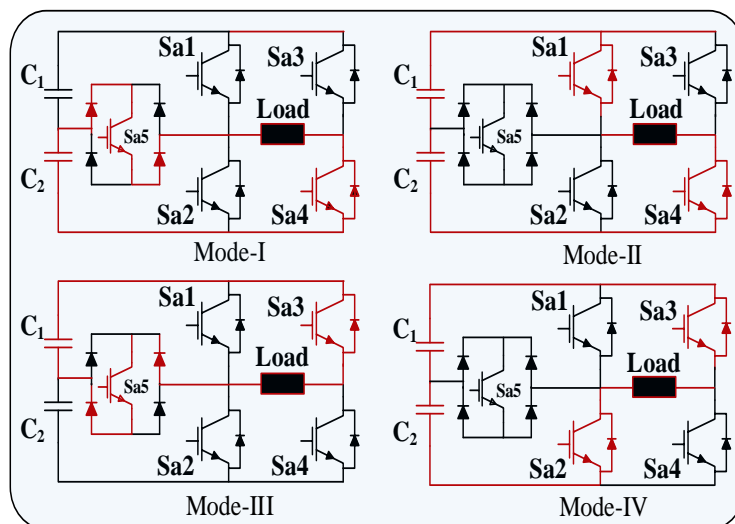 Sa1
Sa3
C1
Sa5
Load
C2
Sa2
Sa4
Mode-I
Sa1
Sa3
C1
Sa5
Load
C2
Sa2
Sa4
Mode-II
Sa1
Sa3
C1
Sa5
Load
C2
Sa2
Sa4
Mode-III
Sa1
Sa3
C1
Sa5
Load
C2
Sa2
Sa4
Mode-IV